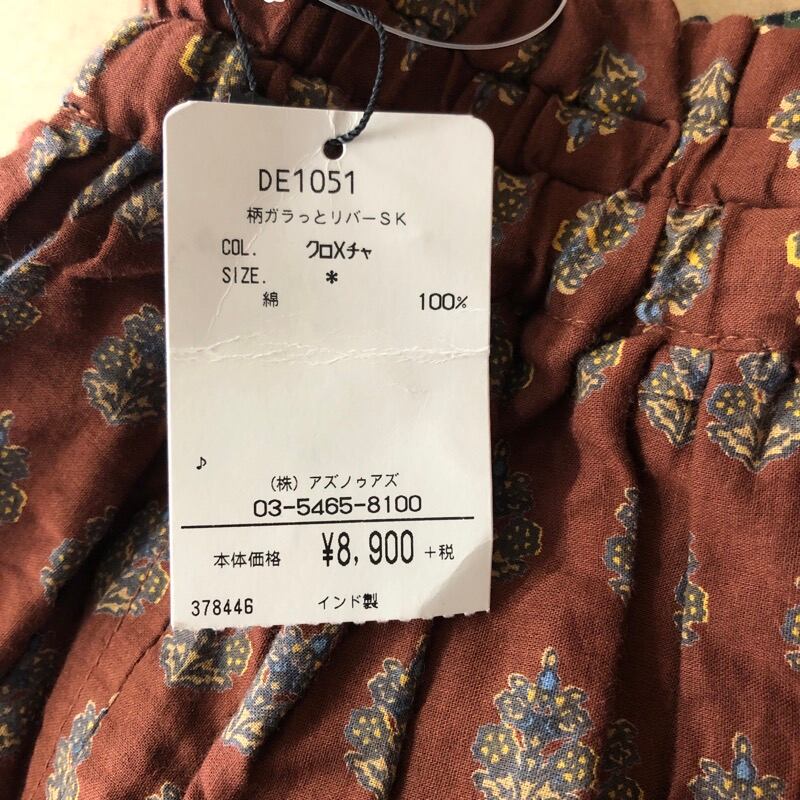 DE1051
柄ガラっとリバーSK
COL. クロXチャ
SIZE. *
綿 100%
♪
(株) アズノゥアズ
03-5465-8100
本体価格 ¥8,900 +税
378446 インド製